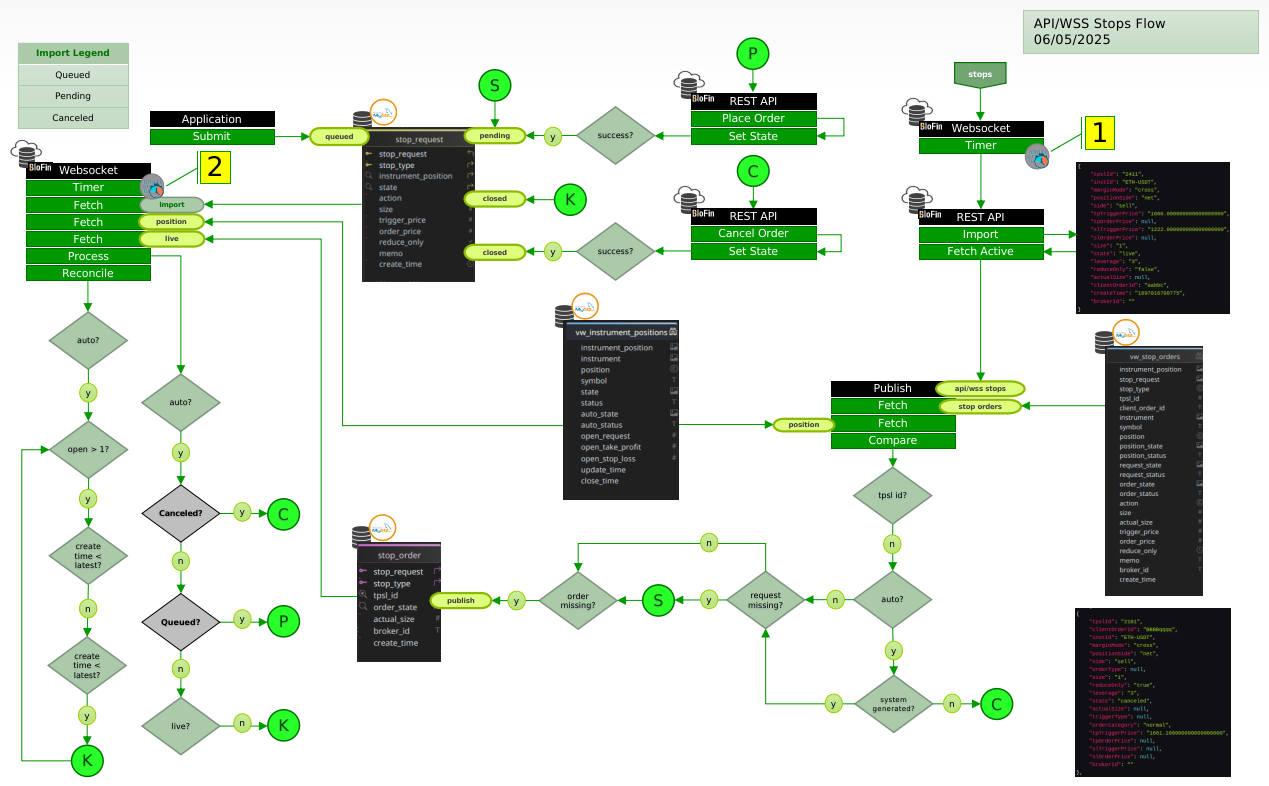 API/WSS Stops Flow
06/05/2025
Import Legend
Queued
Pending
Canceled
Application
Submit
queued
BloFin
Websocket
Timer
Fetch
Import
Fetch
position
Fetch
live
Process
Reconcile
2
MySQL
stop_request
stop_request
stop_type
instrument_position
state
action
size
trigger_price
order_price
reduce_only
memo
create_time
S
pending
closed
closed
y
success?
K
y
success?
P
BloFin
REST API
Place Order
Set State
C
BloFin
REST API
Cancel Order
Set State
stops
BloFin
Websocket
Timer
1
BloFin
REST API
Import
Fetch Active
{
"tpslId": "2411",
"instId": "ETH-USDT",
"marginMode": "cross",
"positionSide": "net",
"side": "sell",
"tpOrderPrice": null,
"slOrderPrice": null,
"size": "1",
"state": "live",
"leverage": "3",
"reduceOnly": "false",
"actualSize": null,
"clientOrderId": "aabbc",
"createTime": "1697016700775",
"brokerId": ""
}
MySQL
vw_instrument_positions
instrument_position
instrument
position
symbol
state
status
auto_state
auto_status
open_request
open_take_profit
open_stop_loss
update_time
close_time
Publish
api/wss stops
Fetch
stop orders
position
Fetch
Compare
MySQL
vw_stop_orders
instrument_position
stop_request
stop_type
tpsl_id
client_order_id
instrument
symbol
position
position_state
position_status
request_state
request_status
order_state
order_status
action
size
actual_size
trigger_price
order_price
reduce_only
memo
broker_id
create_time
auto?
y
open > 1?
y
create
time <
latest?
n
create
time <
latest?
y
K
auto?
y
Canceled?
y
C
n
Queued?
y
P
n
live?
n
K
MySQL
stop_order
stop_request
stop_type
tpsl_id
order_state
actual_size
broker_id
create_time
publish
y
order
missing?
S
y
request
missing?
n
n
auto?
n
tpsl id?
y
system
generated?
y
n
C
{
"tpslId": "2101",
"instId": "ETH-USDT",
"marginMode": "cross",
"positionSide": "net",
"side": "sell",
"orderType": null,
"size": "1",
"reduceOnly": "true",
"leverage": "3",
"state": "canceled",
"actualSize": null,
"triggerType": null,
"orderCategory": "normal",
"tpOrderPrice": null,
"slTriggerPrice": null,
"slOrderPrice": null,
"brokerId": ""
},